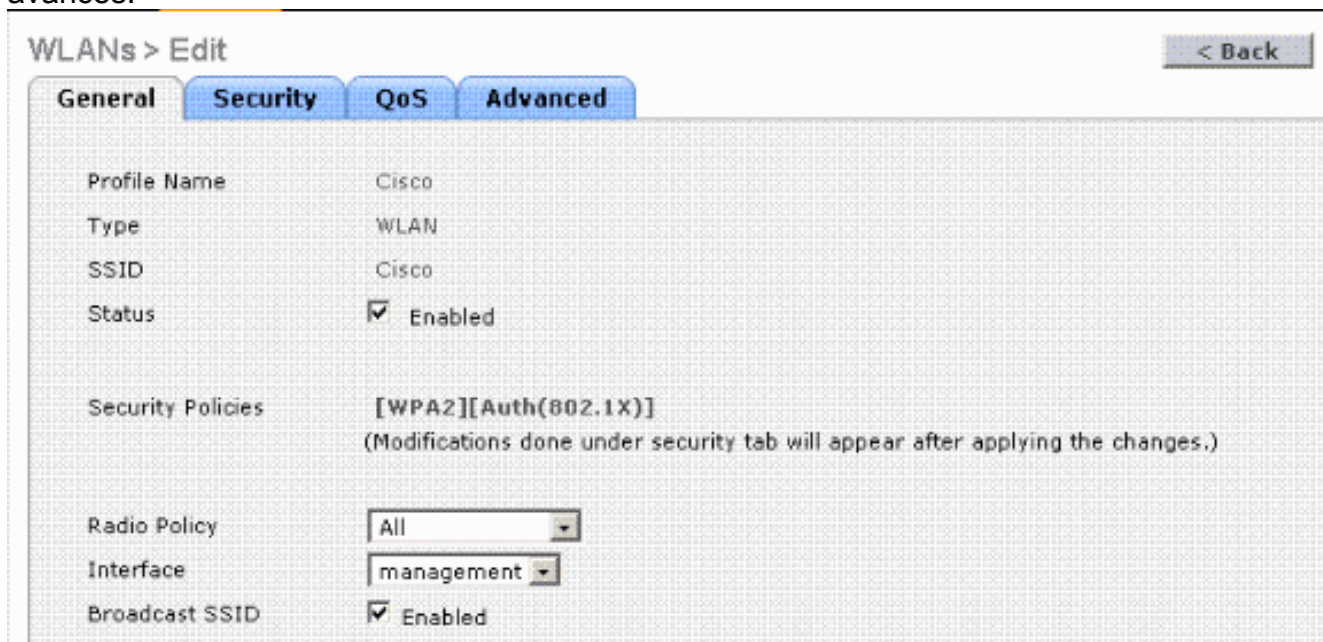 avancés.
WLANs > Edit
< Back
General Security QoS Advanced
Profile Name Cisco
Type WLAN
SSID Cisco
Status Enabled
Security Policies [WPA2][Auth(802.1X)]
(Modifications done under security tab will appear after applying the changes.)
Radio Policy All
Interface management
Broadcast SSID Enabled